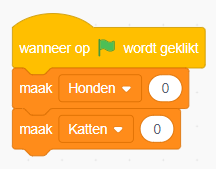 wanneer op wordt geklikt
maak Honden 0
maak Katten 0